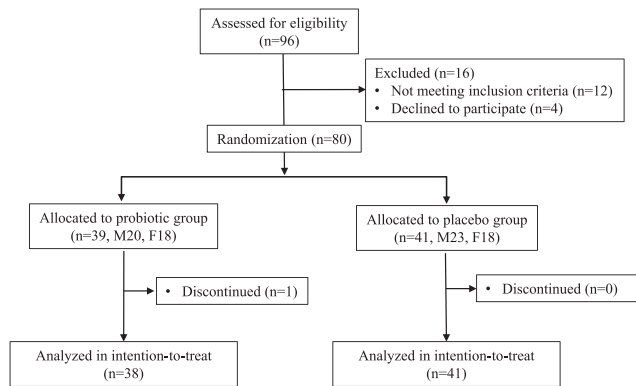 Assessed for eligibility
(n=96)
Excluded (n=16)
• Not meeting inclusion criteria (n=12)
• Declined to participate (n=4)
Randomization (n=80)
Allocated to probiotic group
(n=39, M20, F18)
Allocated to placebo group
(n=41, M23, F18)
• Discontinued (n=1)
• Discontinued (n=0)
Analyzed in intention-to-treat
(n=38)
Analyzed in intention-to-treat
(n=41)